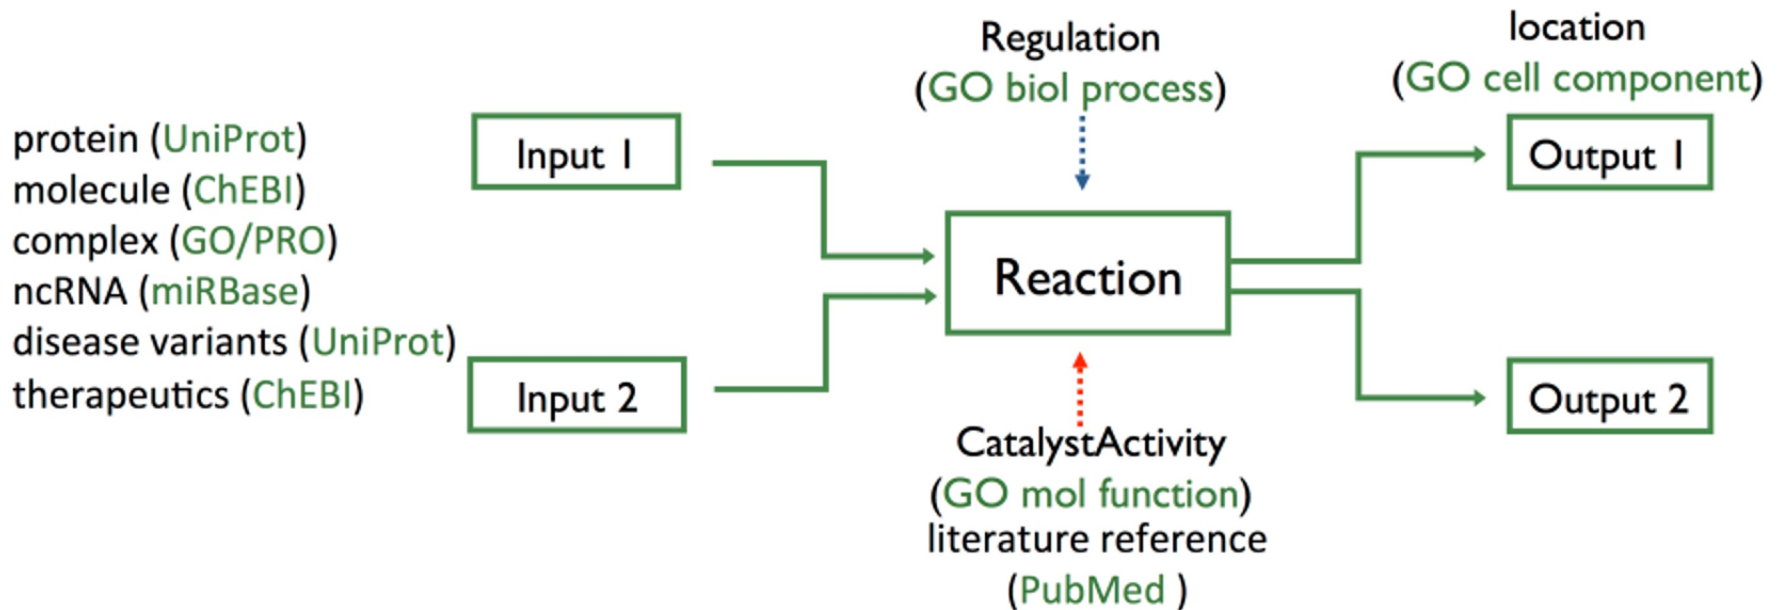 Regulation
(GO biol process)
location
(GO cell component)
protein (UniProt)
molecule (ChEBI)
complex (GO/PRO)
ncRNA (miRBase)
disease variants (UniProt)
therapeutics (ChEBI)
Input 1
Input 2
Reaction
Output 1
Output 2
CatalystActivity
(GO mol function)
literature reference
(PubMed )